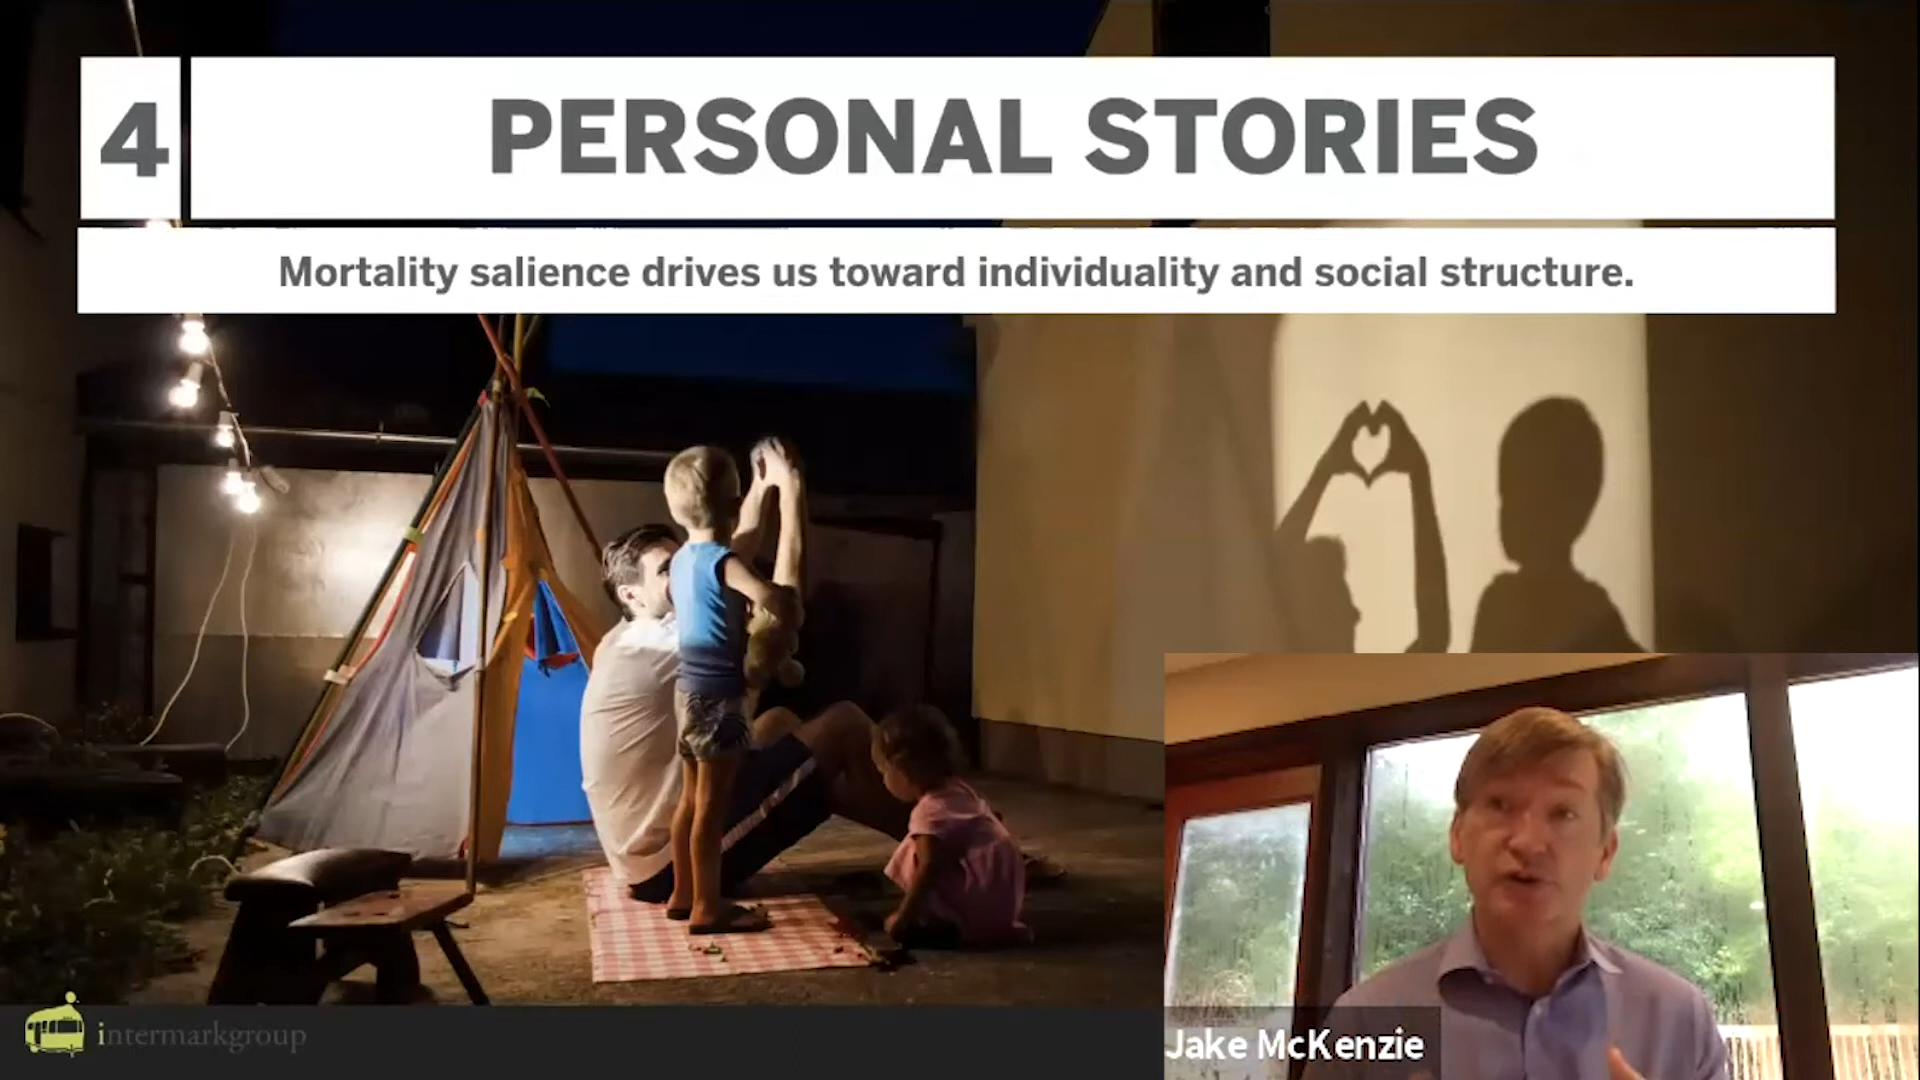 4
PERSONAL STORIES
Mortality salience drives us toward individuality and social structure.
intermarkgroup
Jake McKenzie